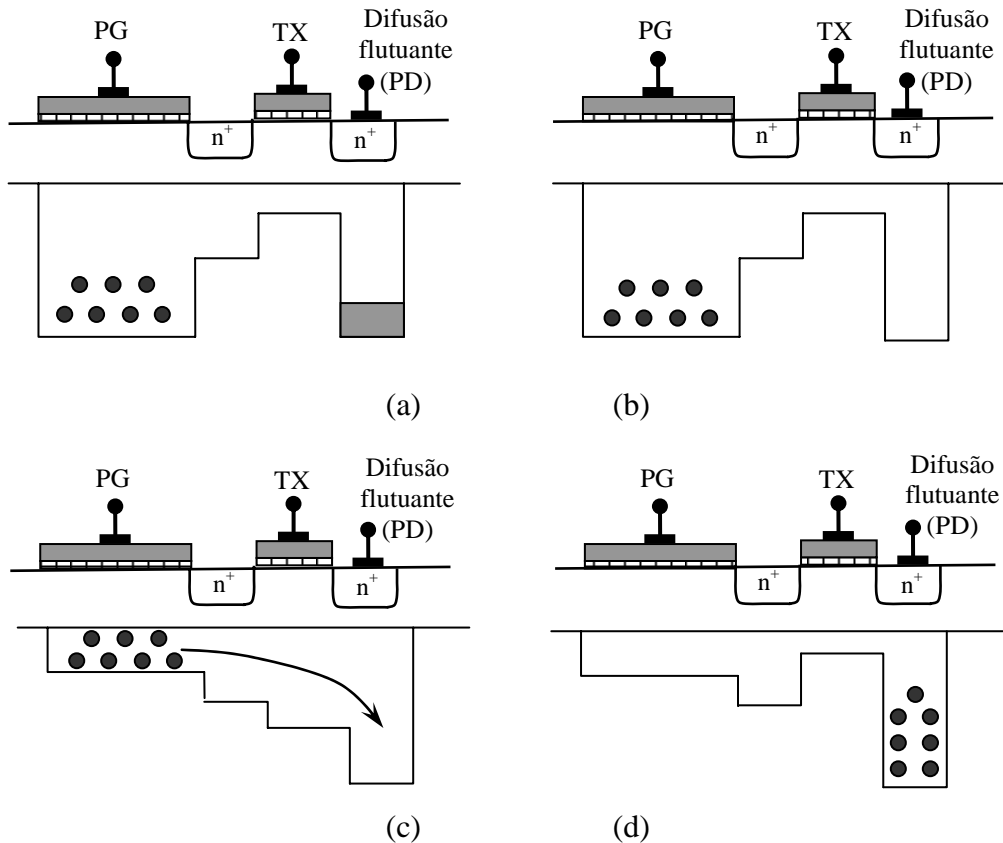 PG
TX
Difusão
flutuante
(PD)
n+
n+
(a)
PG
TX
Difusão
flutuante
(PD)
n+
n+
(b)
PG
TX
Difusão
flutuante
(PD)
n+
n+
(c)
PG
TX
Difusão
flutuante
(PD)
n+
n+
(d)